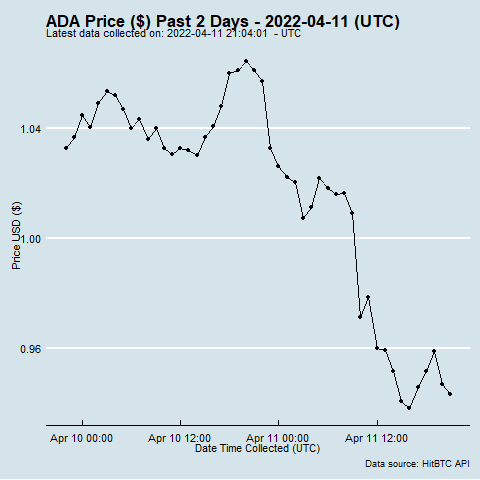 ADA Price ($) Past 2 Days - 2022-04-11 (UTC)
Latest data collected on: 2022-04-11 21:04:01 - UTC
Price USD ($)
1.04
1.00
0.96
Apr 10 00:00
Apr 10 12:00
Apr 11 00:00
Apr 11 12:00
Date Time Collected (UTC)
Data source: HitBTC API